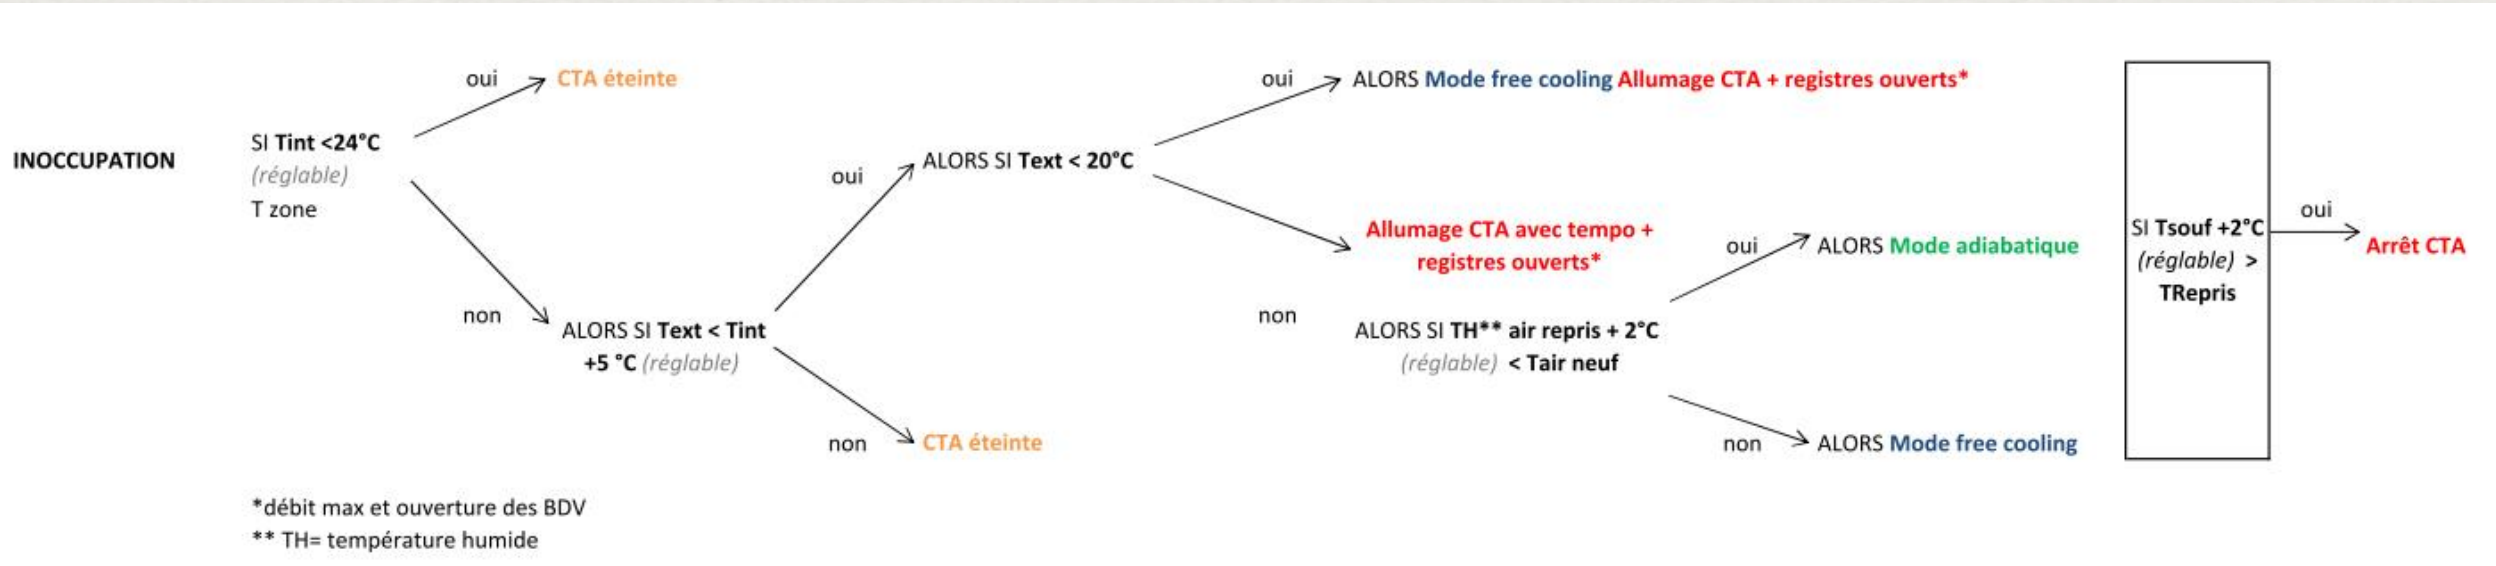 oui
CTA éteinte
oui
ALORS Mode free cooling Allumage CTA + registres ouverts*
INOCCUPATION
SI Tint <24°C
(réglable)
T zone
oui
ALORS SI Text < 20°C
non
ALORS SI Text < Tint
+5 °C (réglable)
non
CTA éteinte
non
Allumage CTA avec tempo +
registres ouverts*
ALORS SI TH** air repris + 2°C
(réglable) < Tair neuf
oui
ALORS Mode adiabatique
non
ALORS Mode free cooling
SI Tsouf +2°C
(réglable) >
TRepris
oui
Arrêt CTA
*débit max et ouverture des BDV
** TH= température humide